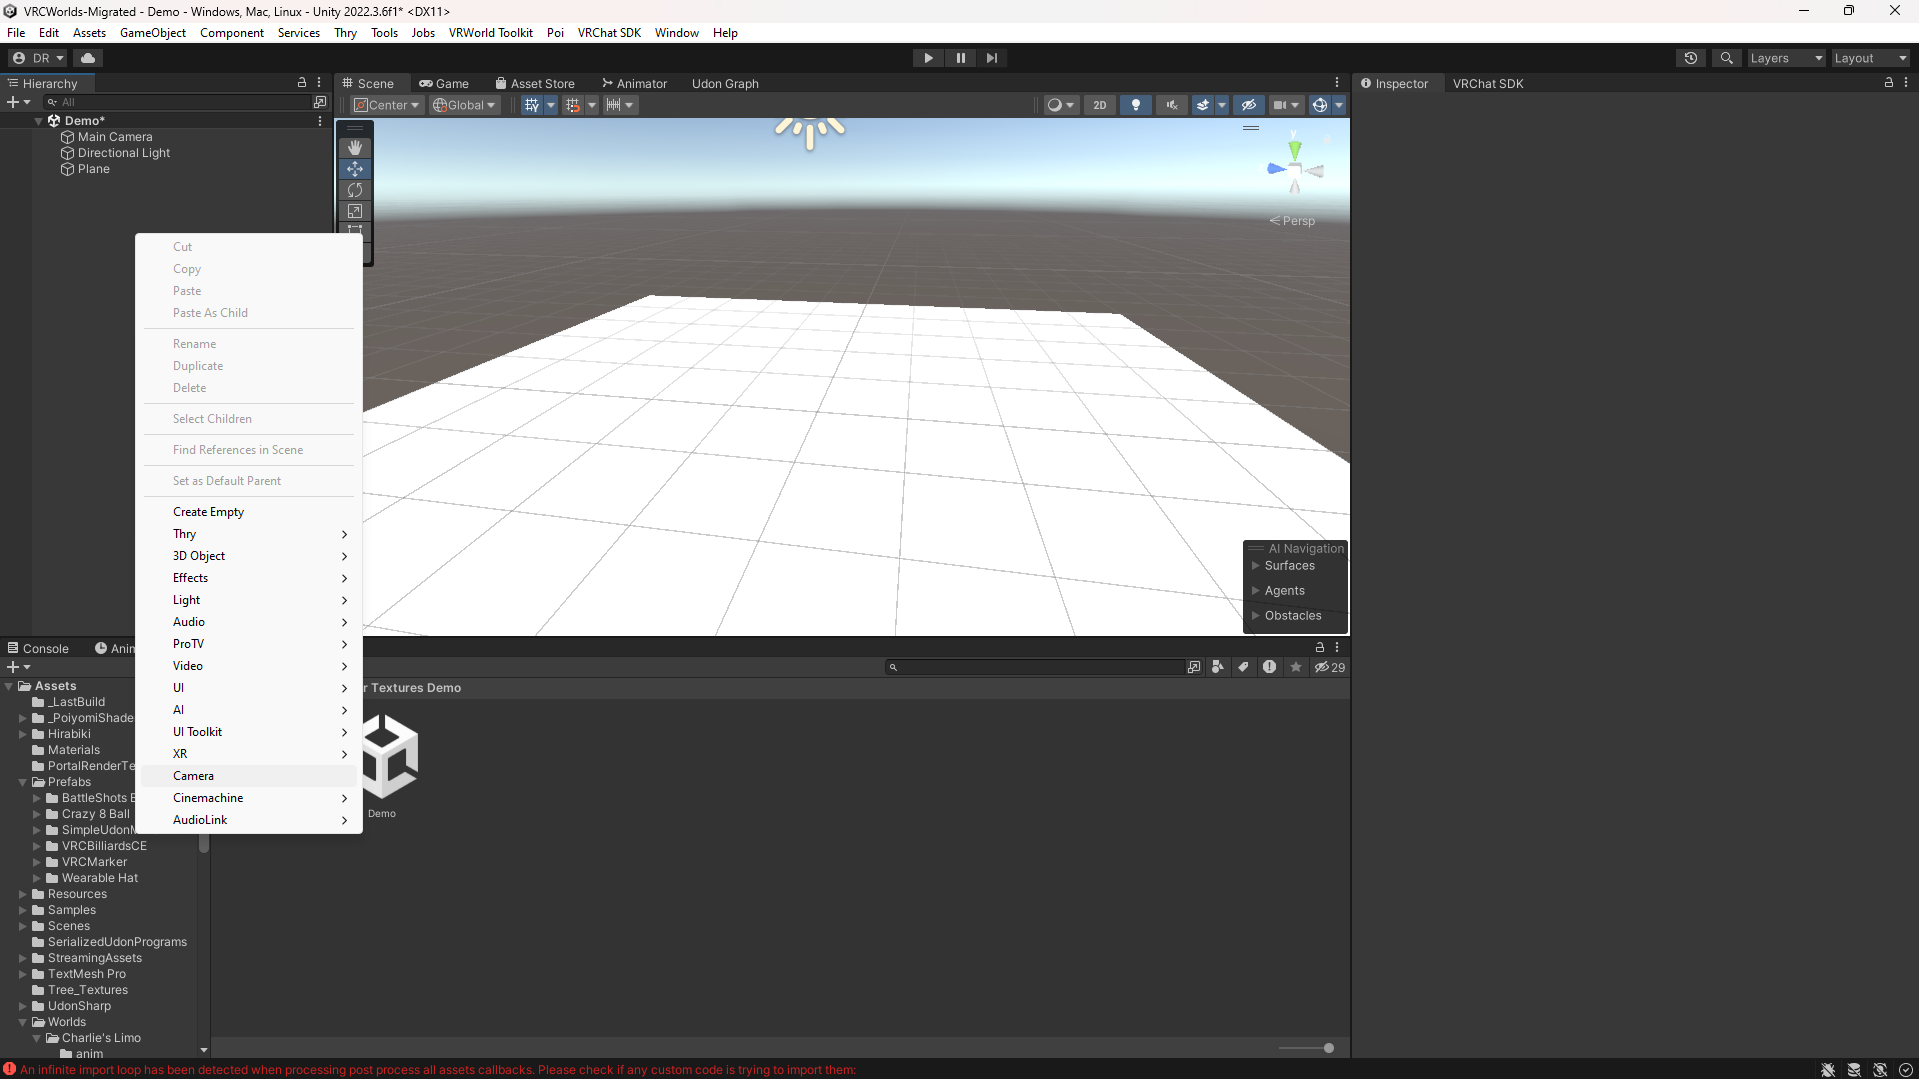 VRCWorlds-Migrated - Demo - Windows, Mac, Linux - Unity 2022.3.6f1* <DX11>
File Edit Assets GameObject Component Services Thry Tools Jobs VRWorld Toolkit Poi VRChat SDK Window Help
DR
Layers
Layout
Hierarchy
All
Demo*
Main Camera
Directional Light
Plane
Scene
Game
Asset Store
Animator
Udon Graph
Center
Global
2D
y
Persp
AI Navigation
Surfaces
Agents
Obstacles
Inspector
VRChat SDK
Cut
Copy
Paste
Paste As Child
Rename
Duplicate
Delete
Select Children
Find References in Scene
Set as Default Parent
Create Empty
Thry
3D Object
Effects
Light
Audio
ProTV
Video
UI
AI
UI Toolkit
XR
Camera
Cinemachine
AudioLink
Console
Anim
29
Assets
_LastBuild
_PoiyomiShade
Hirabiki
Materials
PortalRenderTe
Prefabs
BattleShots
Crazy 8 Ball
SimpleUdonM
VRCBilliardsCE
VRCMarker
Wearable Hat
Resources
Samples
Scenes
SerializedUdonPrograms
StreamingAssets
TextMesh Pro
Tree_Textures
UdonSharp
Worlds
Charlie's Limo
anim
r Textures Demo
Demo
An infinite import loop has been detected when processing post process all assets callbacks. Please check if any custom code is trying to import them: